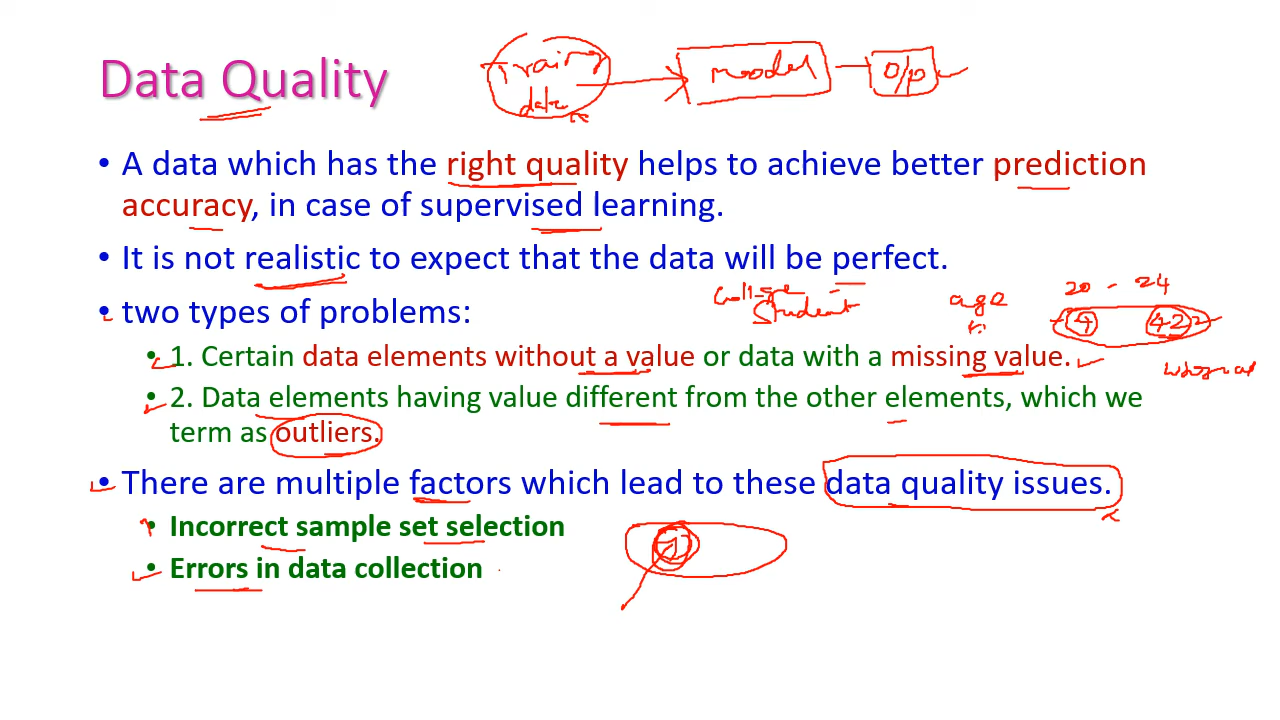 Data Quality
Training
data
model
O/P
• A data which has the right quality helps to achieve better prediction
accuracy, in case of supervised learning.
• It is not realistic to expect that the data will be perfect.
College
Student
age
20 - 24
4 42
• two types of problems:
• 1. Certain data elements without a value or data with a missing value.
• 2. Data elements having value different from the other elements, which we
term as outliers.
• There are multiple factors which lead to these data quality issues.
• Incorrect sample set selection
• Errors in data collection